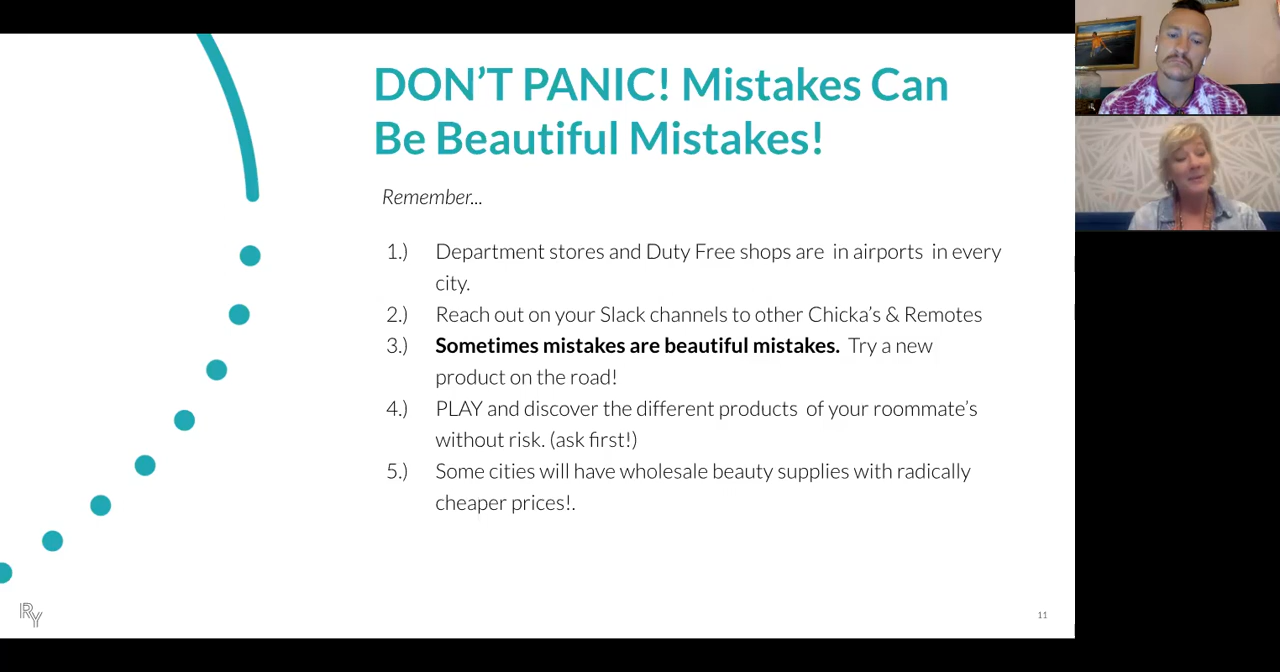 DON’T PANIC! Mistakes Can
Be Beautiful Mistakes!
Remember...
1.) Department stores and Duty Free shops are in airports in every
city.
2.) Reach out on your Slack channels to other Chicka’s & Remotes
3.) Sometimes mistakes are beautiful mistakes. Try a new
product on the road!
4.) PLAY and discover the different products of your roommate’s
without risk. (ask first!)
5.) Some cities will have wholesale beauty supplies with radically
cheaper prices!.
RY
11